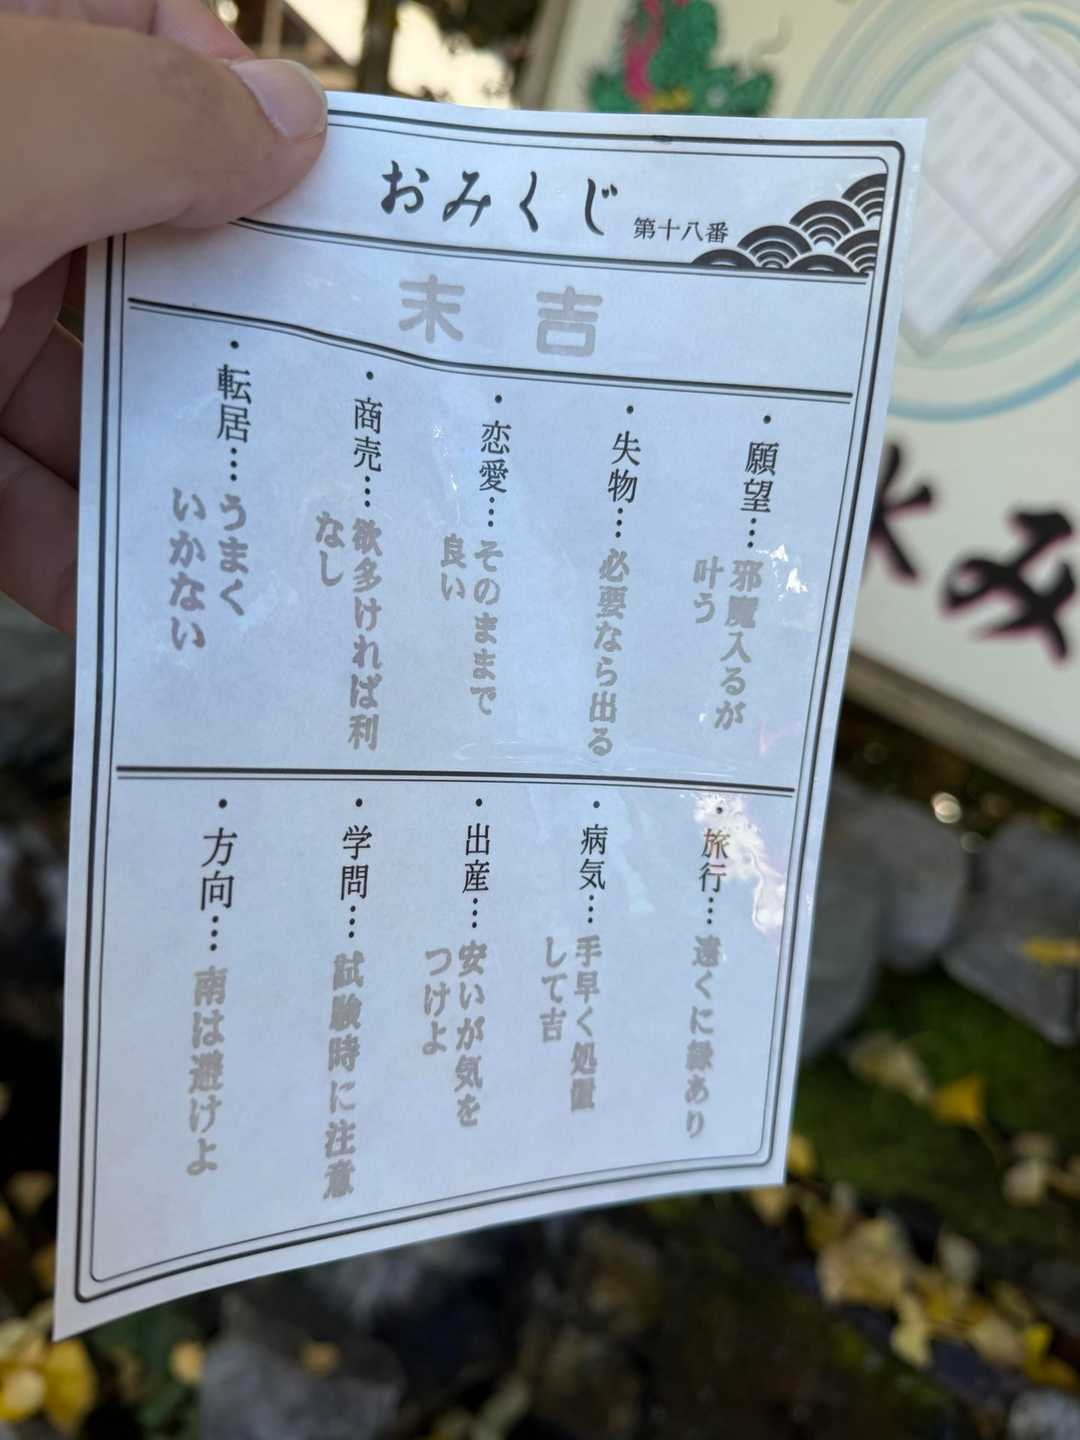 おみくじ 第十八番
末吉
・願望…邪魔入るが
叶う
・失物…必要なら出る
・恋愛…そのままで
良い
・商売…欲多ければ利
なし
・転居…うまく
いかない
・旅行…遠くに縁あり
・病気…手早く処置
して吉
・出産…安いが気を
つけよ
・学問…試験時に注意
・方向…南は避けよ
水み